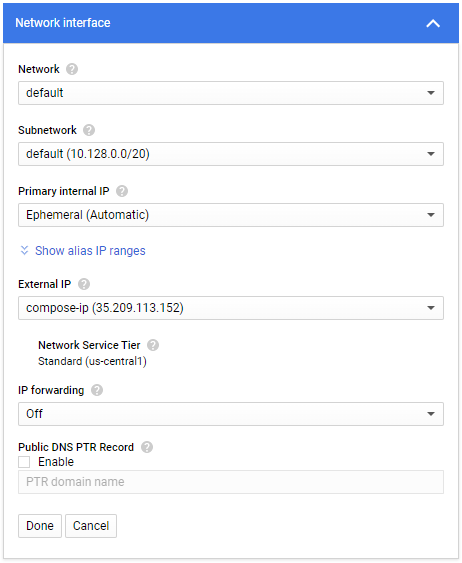 Network interface
Network
default
Subnetwork
default (10.128.0.0/20)
Primary internal IP
Ephemeral (Automatic)
Show alias IP ranges
External IP
compose-ip (35.209.113.152)
Network Service Tier
Standard (us-central1)
IP forwarding
Off
Public DNS PTR Record
Enable
PTR domain name
Done Cancel